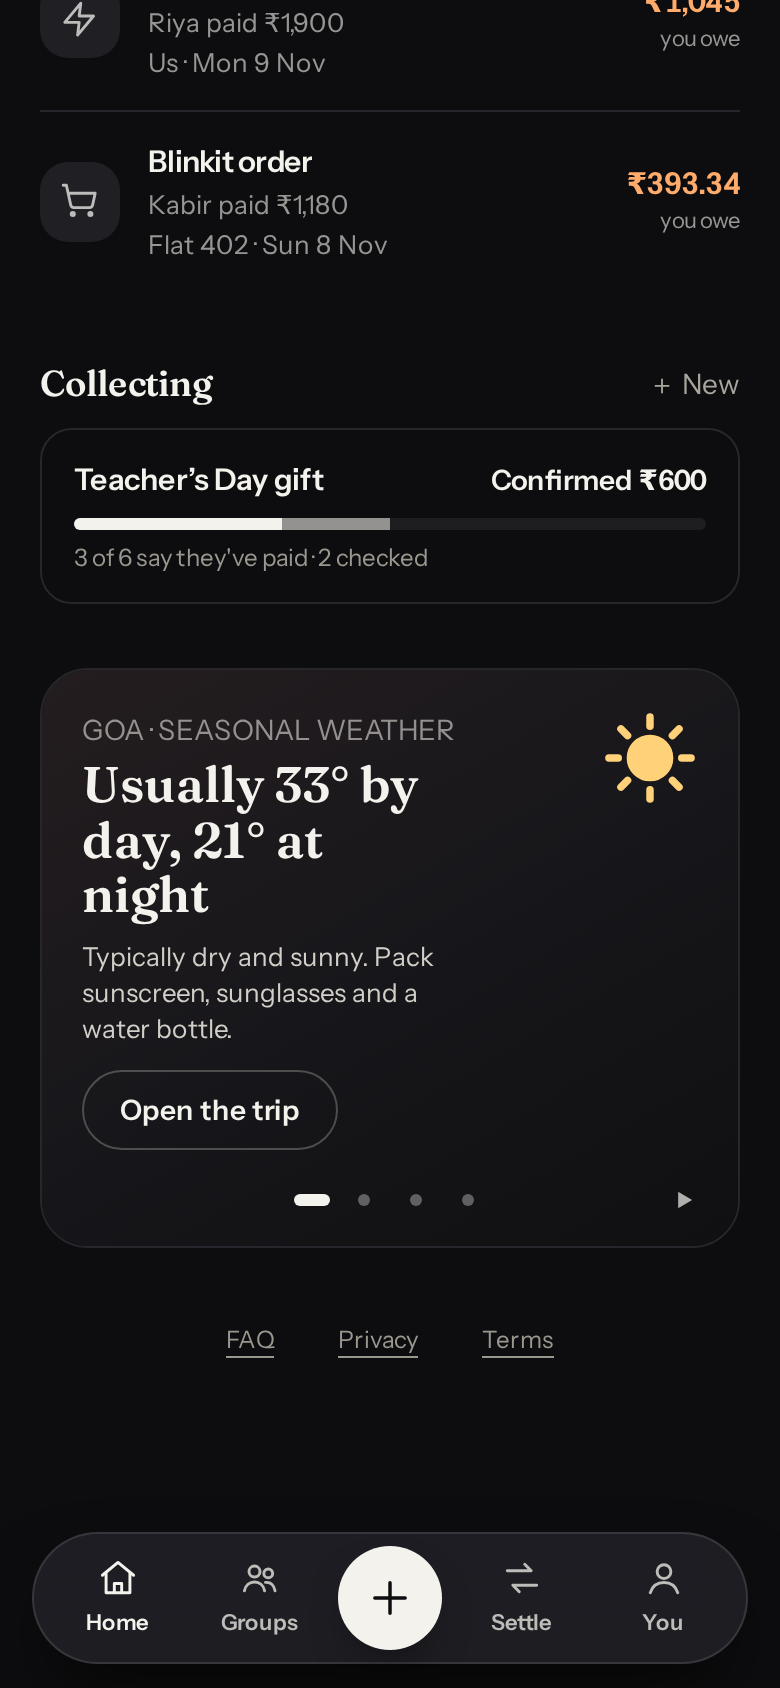 ₹1,045
Riya paid ₹1,900
you owe
Us · Mon 9 Nov
Blinkit order
Kabir paid ₹1,180
₹393.34
you owe
Flat 402 · Sun 8 Nov
Collecting
+ New
Teacher’s Day gift
Confirmed ₹600
3 of 6 say they've paid · 2 checked
GOA · SEASONAL WEATHER
Usually 33° by
day, 21° at
night
Typically dry and sunny. Pack
sunscreen, sunglasses and a
water bottle.
Open the trip
FAQ
Privacy
Terms
Home
Groups
Settle
You